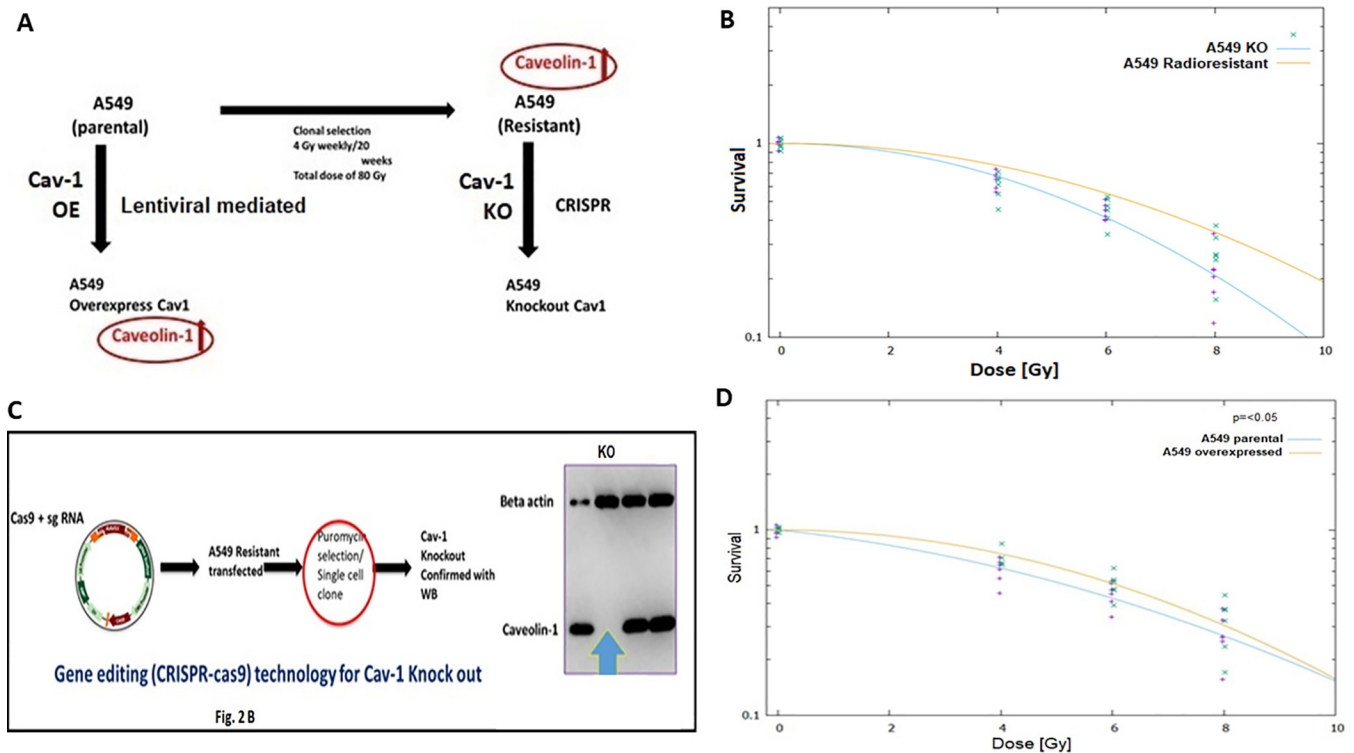 A
Caveolin-1
A549
(parental)
A549
(Resistant)
Clonal selection
4 Gy weekly/20
weeks
Total dose of 80 Gy
Cav-1
OE
Lentiviral mediated
Cav-1
KO
CRISPR
A549
Overexpress Cav1
Caveolin-1
A549
Knockout Cav1
B
A549 KO
A549 Radioresistant
Survival
1
0.1
0 2 4 6 8 10
Dose [Gy]
C
KO
Cas9 + sg RNA
A549 Resistant
transfected
Puromycin
selection/
Single cell
clone
Cav-1
Knockout
Confirmed with
WB
Beta actin
Caveolin-1
Gene editing (CRISPR-cas9) technology for Cav-1 Knock out
Fig. 2 B
D
p=<0.05
A549 parental
A549 overexpressed
Survival
1
0.1
0 2 4 6 8 10
Dose [Gy]